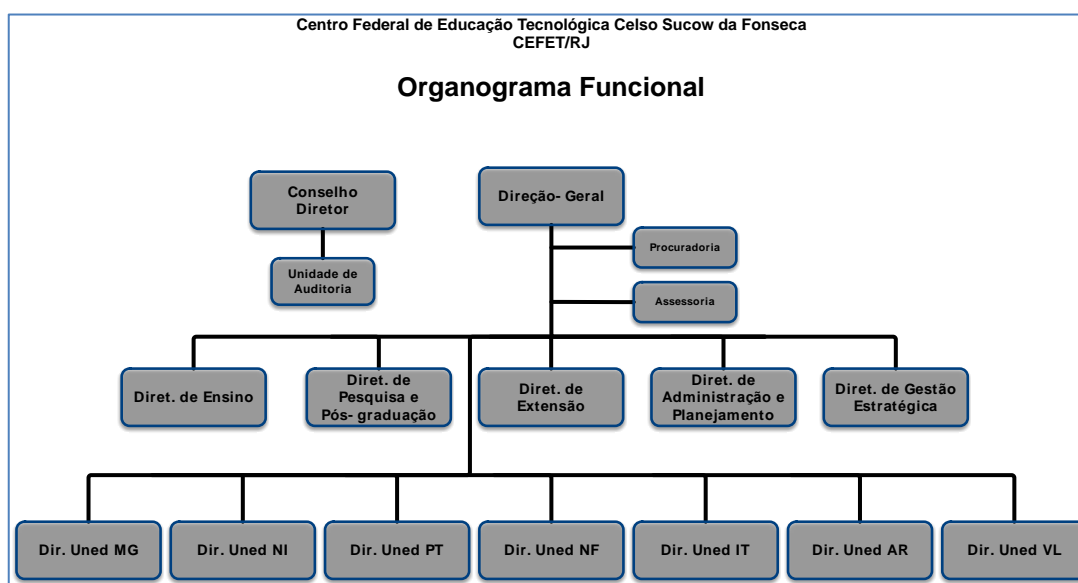 Centro Federal de Educação Tecnológica Celso Sucow da Fonseca
CEFET/RJ
Organograma Funcional
Conselho
Diretor
Direção- Geral
Procuradoria
Unidade de
Auditoria
Assessoria
Diret. de Ensino
Diret. de
Pesquisa e
Pós- graduação
Diret. de
Extensão
Diret. de
Administração e
Planejamento
Diret. de Gestão
Estratégica
Dir. Uned MG
Dir. Uned NI
Dir. Uned PT
Dir. Uned NF
Dir. Uned IT
Dir. Uned AR
Dir. Uned VL